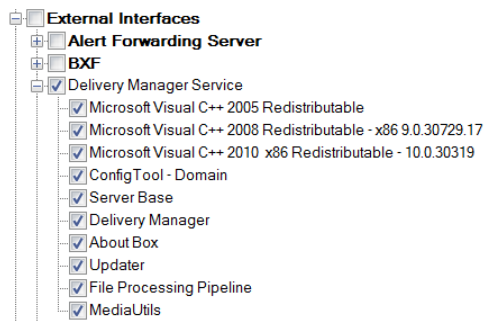 External Interfaces
Alert Forwarding Server
BXF
Delivery Manager Service
Microsoft Visual C++ 2005 Redistributable
Microsoft Visual C++ 2008 Redistributable - x86 9.0.30729.17
Microsoft Visual C++ 2010  x86 Redistributable - 10.0.30319
ConfigTool - Domain
Server Base
Delivery Manager
About Box
Updater
File Processing Pipeline
MediaUtils